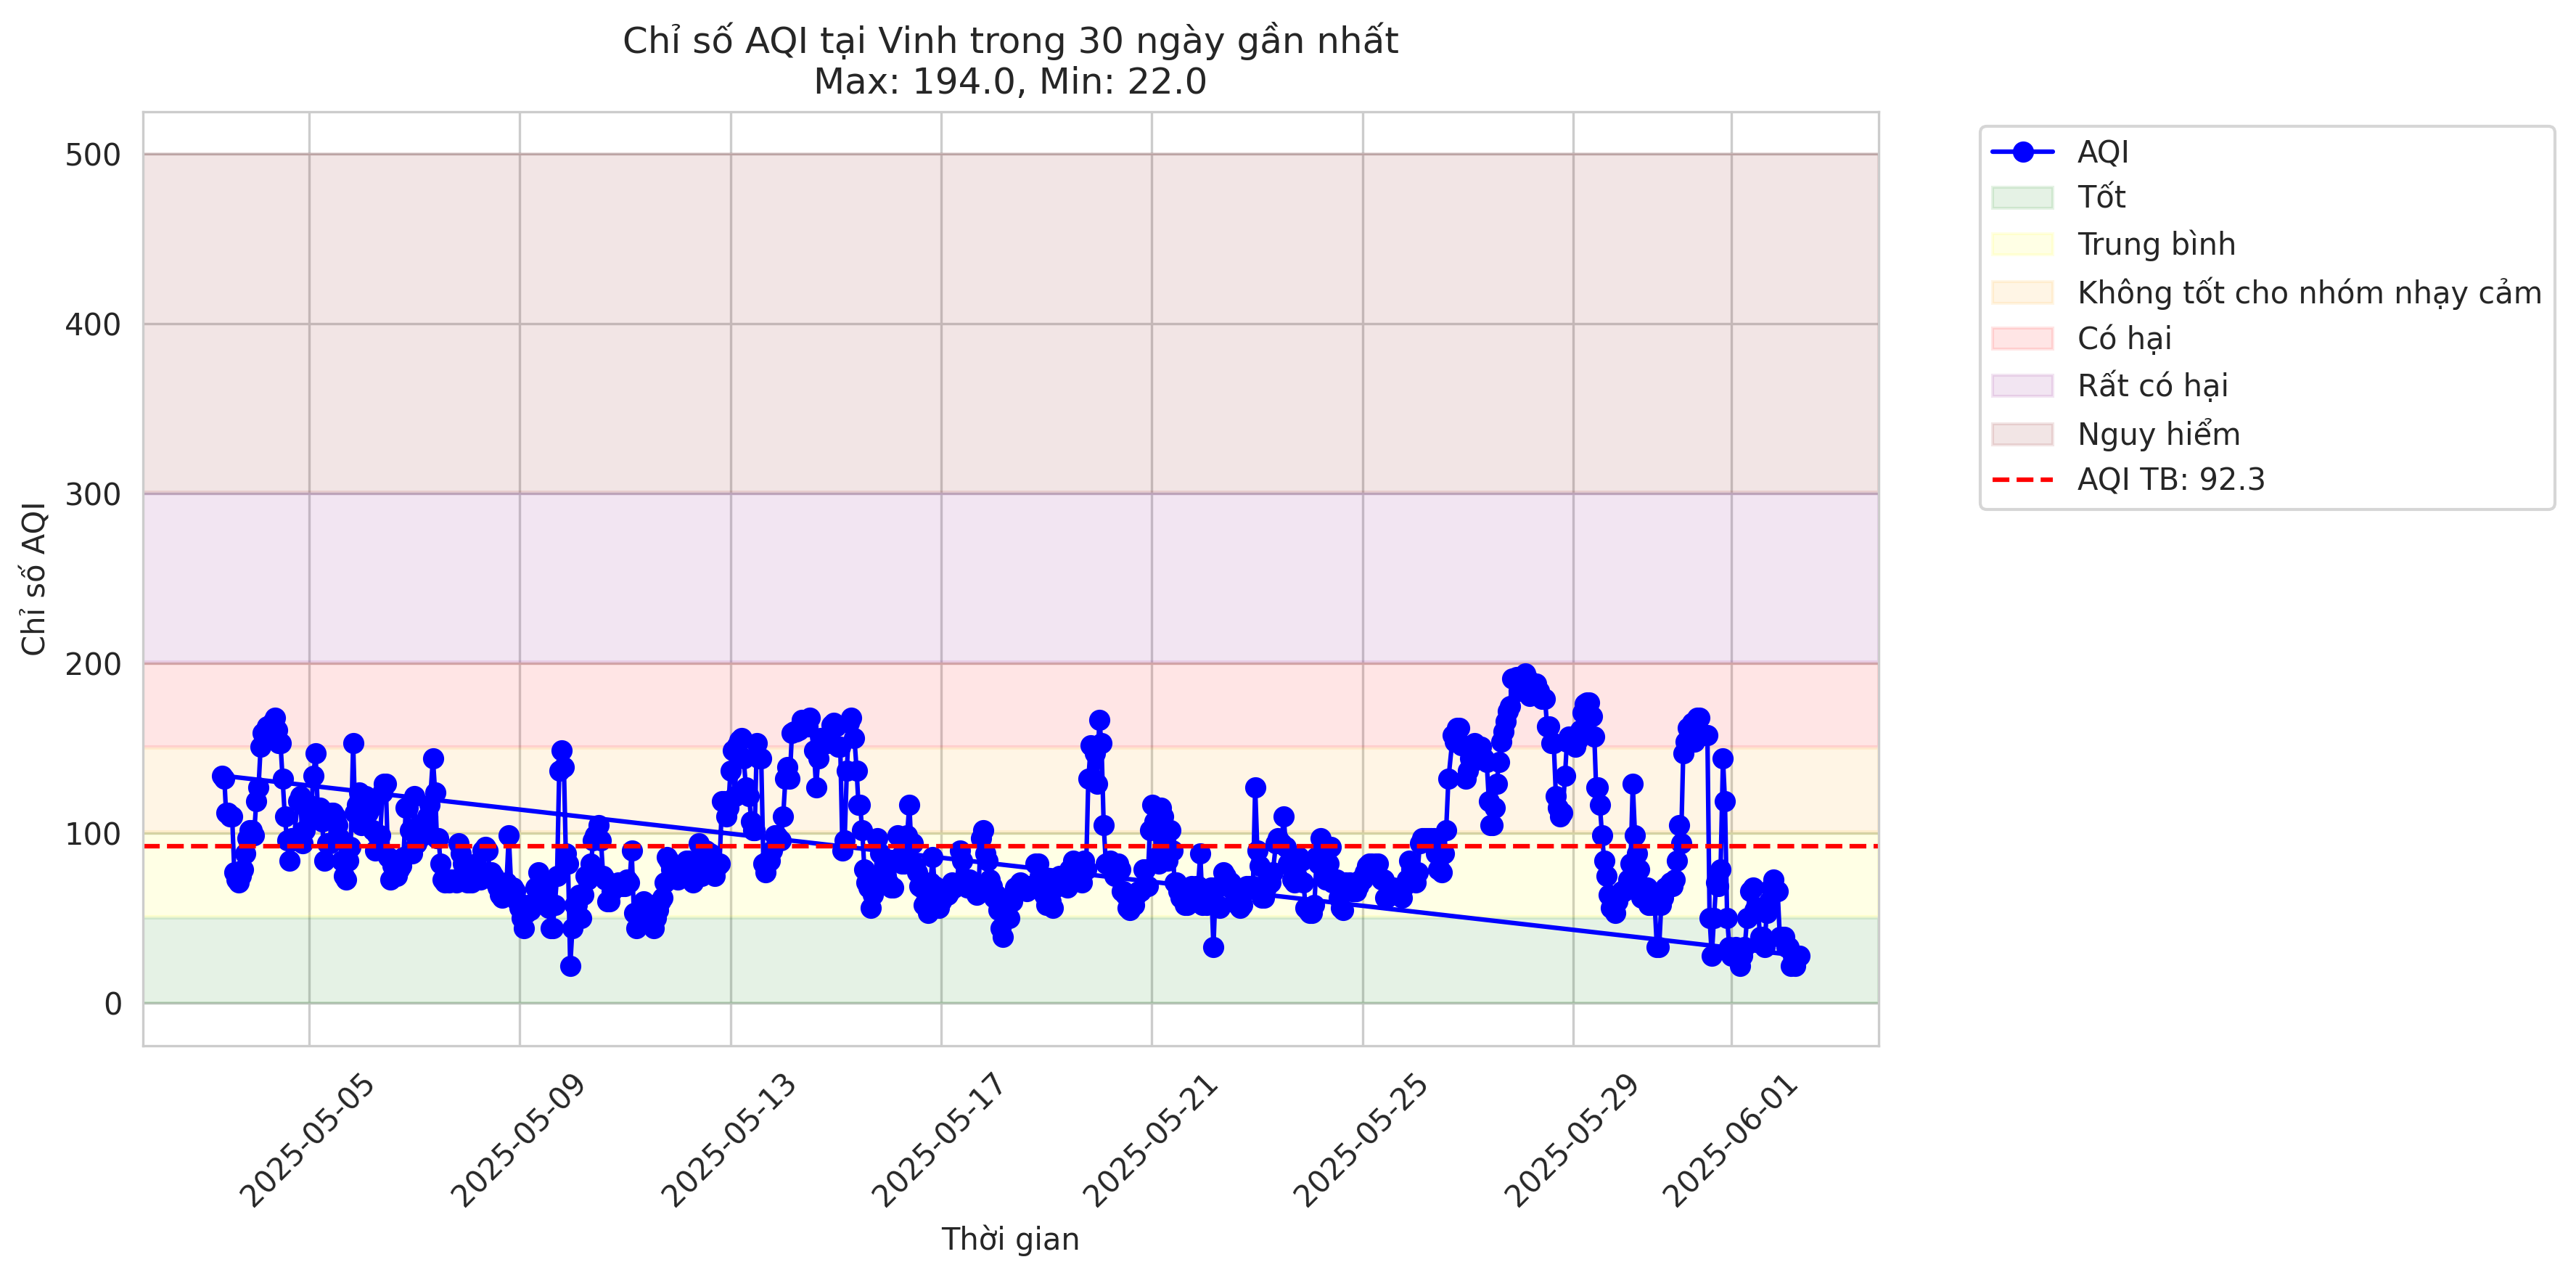 Chỉ số AQI tại Vinh trong 30 ngày gần nhất
Max: 194.0, Min: 22.0
Chỉ số AQI
500
400
300
200
100
0
2025-05-05
2025-05-09
2025-05-13
2025-05-17
2025-05-21
2025-05-25
2025-05-29
2025-06-01
Thời gian
AQI
Tốt
Trung bình
Không tốt cho nhóm nhạy cảm
Có hại
Rất có hại
Nguy hiểm
AQI TB: 92.3